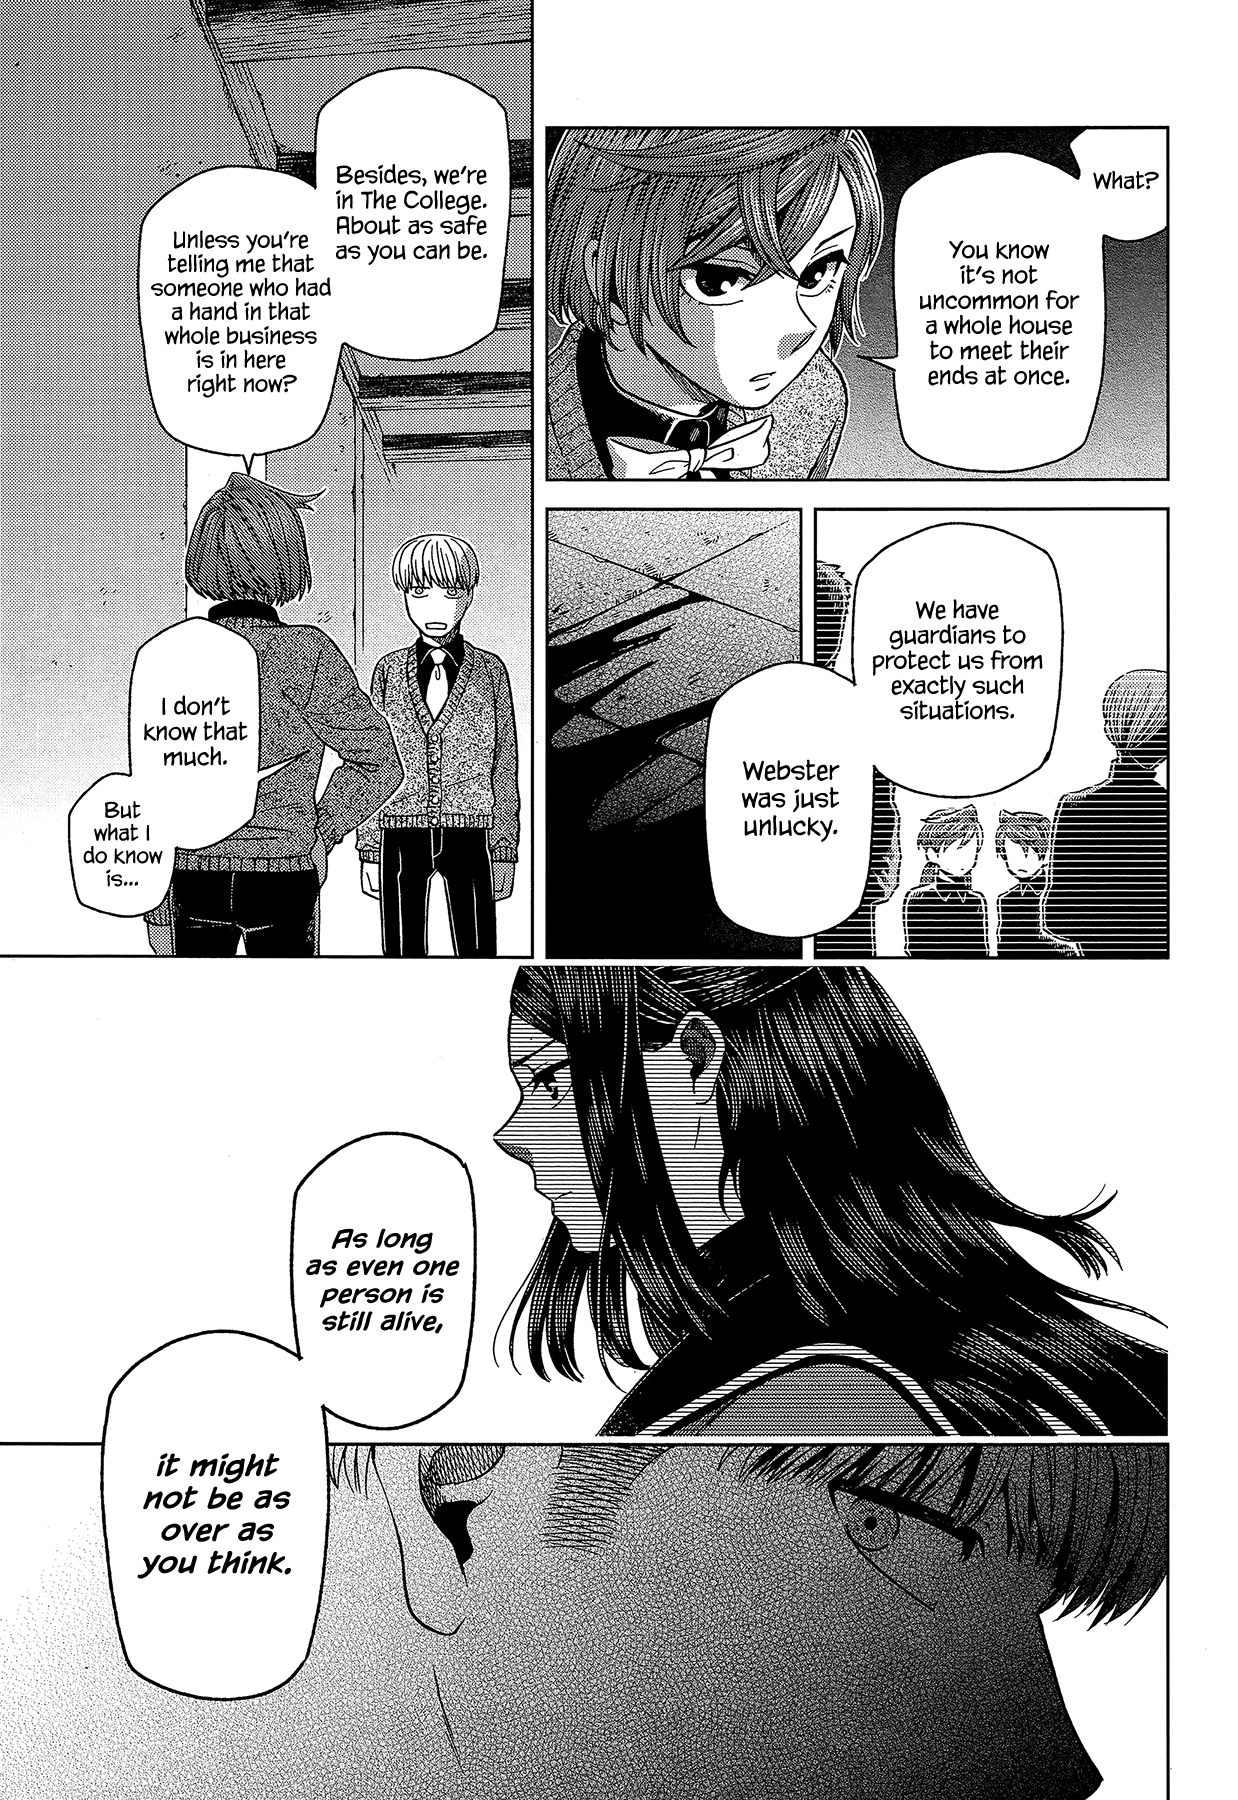 What?
You know
it's not
uncommon for
a whole house
to meet their
ends at once.
We have
guardians to
protect us from
exactly such
situations.
Webster
was just
unlucky.
Besides, we're
in The College.
About as safe
as you can be.
Unless you're
telling me that
someone who had
a hand in that
whole business
is in here
right now?
I don't
know that
much.
But
what I
do know
is...
As long
as even one
person is
still alive,
it might
not be as
over as
you think.